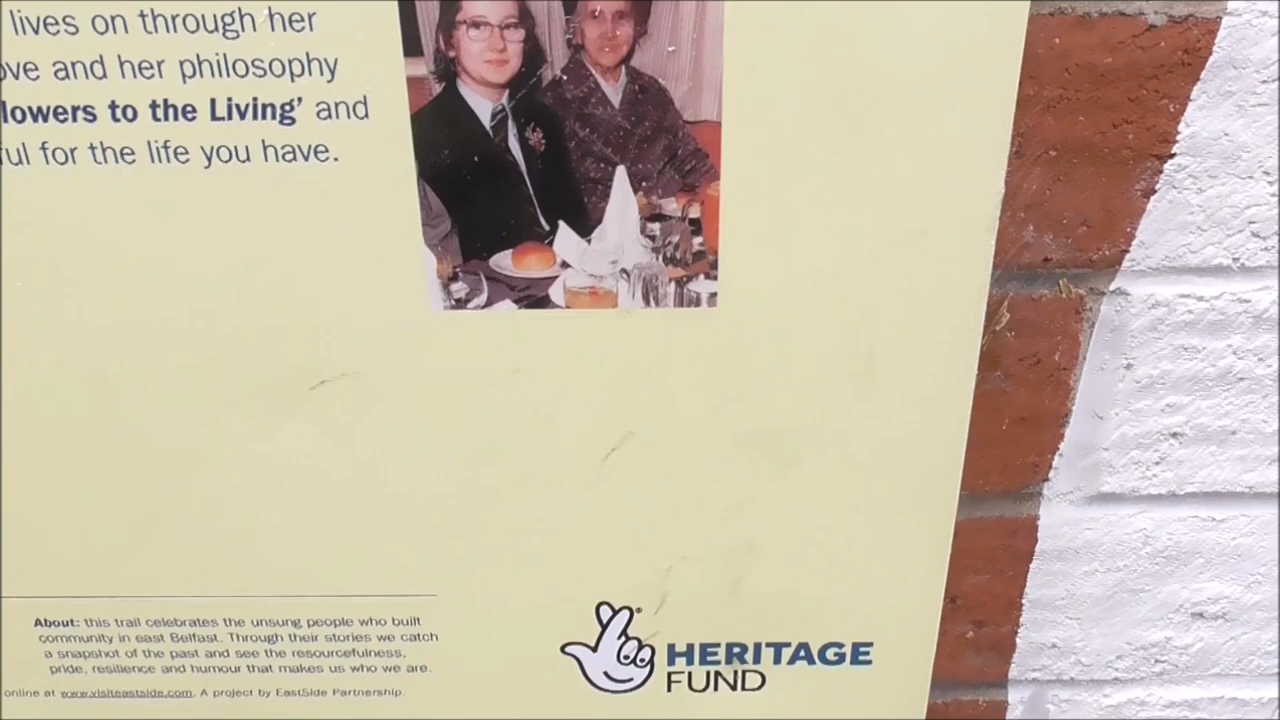 lives on through her
and her philosophy
to the Living' and
for the life you have.
About: this trail celebrates the unsung people who built
community in east Belfast. Through their stories we catch
a snapshot of the past and see the resourcefulness,
pride, resilience and humour that makes us who we are.
online at www.visiteastside.com. A project by EastSide Partnership.
HERITAGE
FUND